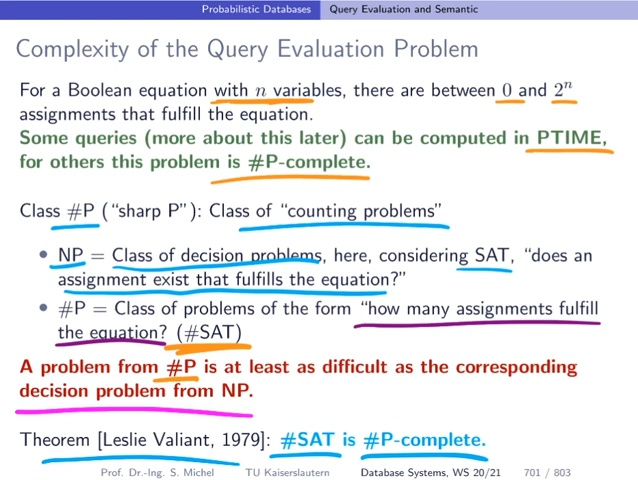 Probabilistic Databases Query Evaluation and Semantic
Complexity of the Query Evaluation Problem
For a Boolean equation with n variables, there are between 0 and 2ⁿ
assignments that fulfill the equation.
Some queries (more about this later) can be computed in PTIME,
for others this problem is #P-complete.
Class #P (“sharp P”): Class of “counting problems”
• NP = Class of decision problems, here, considering SAT, “does an
assignment exist that fulfills the equation?”
• #P = Class of problems of the form “how many assignments fulfill
the equation? (#SAT)
A problem from #P is at least as difficult as the corresponding
decision problem from NP.
Theorem [Leslie Valiant, 1979]: #SAT is #P-complete.
Prof. Dr.-Ing. S. Michel TU Kaiserslautern Database Systems, WS 20/21 701 / 803